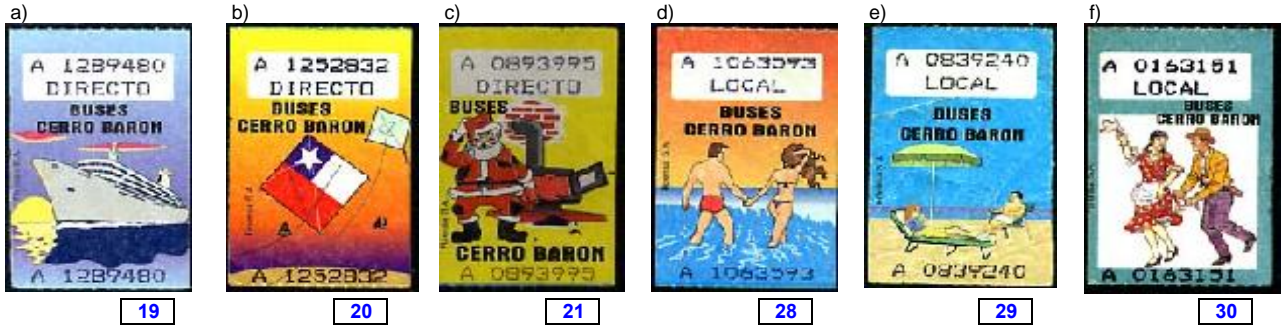 a)
A 1289480
DIRECTO
BUSES
CERRO BARON
A 1289480
19
b)
A 1252832
DIRECTO
BUSES
CERRO BARON
A 1252832
20
c)
A 0893995
DIRECTO
BUSES
CERRO BARON
A 0893995
21
d)
A 1063593
LOCAL
BUSES
CERRO BARON
A 1063593
28
e)
A 0839240
LOCAL
BUSES
CERRO BARON
A 0839240
29
f)
A 0163151
LOCAL
BUSES
CERRO BARON
A 0163151
30